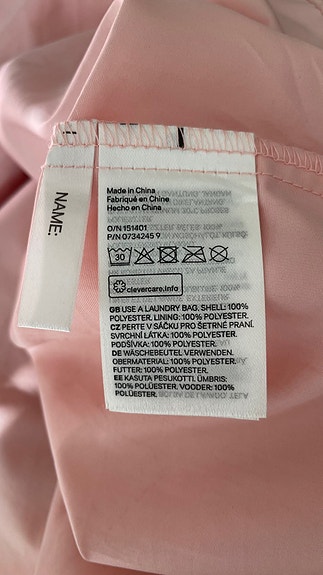 NAME:
Made in China
Fabriqué en Chine
Hecho en China
O/N 151401
P/N 0734245 9
30
clevercare.info
GB USE A LAUNDRY BAG. SHELL: 100%
POLYESTER. LINING: 100% POLYESTER.
CZ PERTE V SÁČKU PRO ŠETRNÉ PRANÍ.
SVRCHNÍ LÁTKA: 100% POLYESTER.
PODŠÍVKA: 100% POLYESTER.
DE WÄSCHEBEUTEL VERWENDEN.
OBERMATERIAL: 100% POLYESTER.
FUTTER: 100% POLYESTER.
EE KASUTA PESUKOTTI. ÜMBRIS:
100% POLÜESTER. VOODER: 100%
POLÜESTER.